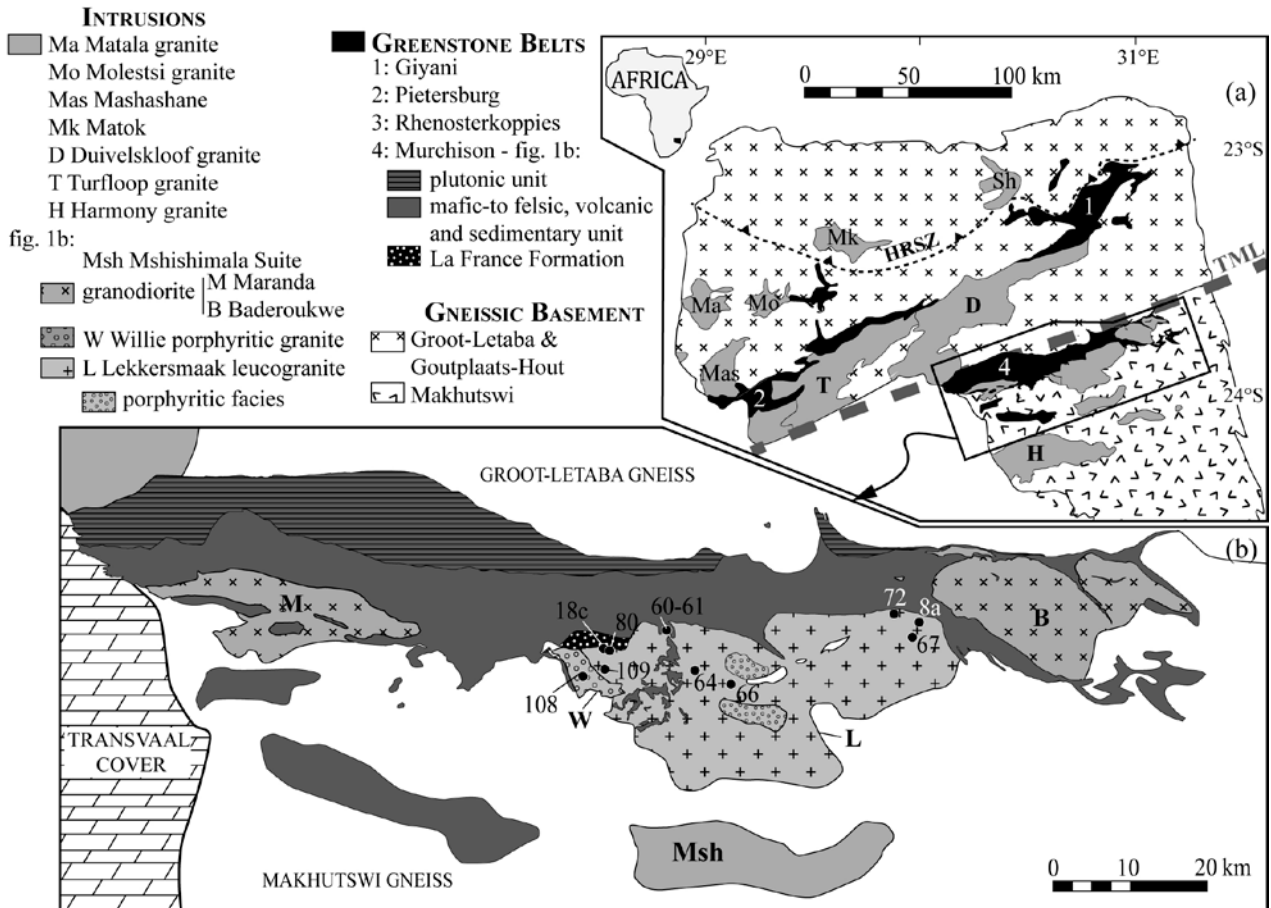 INTRUSIONS
Ma Matala granite
Mo Molestsi granite
Mas Mashashane
Mk Matok
D Duivelskloof granite
T Turfloop granite
H Harmony granite
fig. 1b:
Msh Mshishimala Suite
granodiorite
M Maranda
B Baderoukwe
W Willie porphyritic granite
L Lekkersmaak leucogranite
porphyritic facies
GREENSTONE BELTS
1: Giyani
2: Pietersburg
3: Rhenosterkoppies
4: Murchison - fig. 1b:
plutonic unit
mafic-to felsic, volcanic
and sedimentary unit
La France Formation
GNEISSIC BASEMENT
Groot-Letaba &
Goutplaats-Hout
Makhutswi
AFRICA
29°E
31°E
0 50 100 km
(a)
23°S
Sh
1
Mk
HRSZ
TML
Ma
Mo
3
D
Mas
4
24°S
2
T
H
GROOT-LETABA GNEISS
(b)
M
18c
80
60-61
72
8a
B
67
109
64
108
66
W
L
TRANSVAAL
COVER
Msh
MAKHUTSWI GNEISS
0 10 20 km